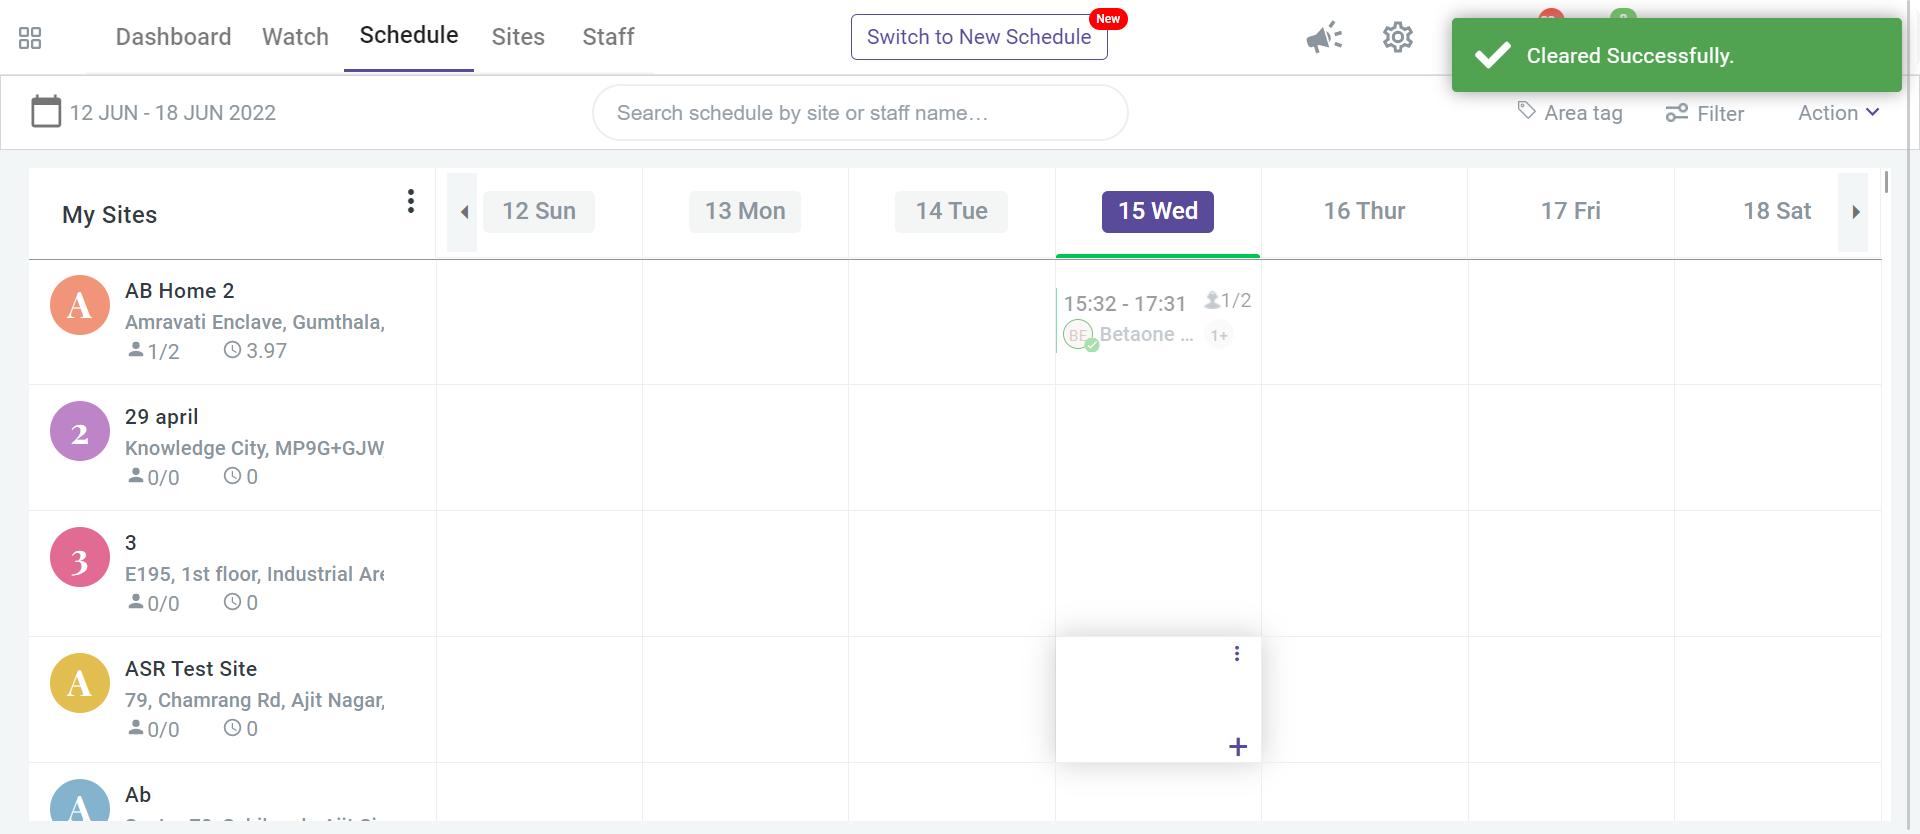 Dashboard Watch Schedule Sites Staff Switch to New Schedule New
Cleared Successfully.
12 JUN - 18 JUN 2022 Search schedule by site or staff name... Area tag Filter Action
My Sites 12 Sun 13 Mon 14 Tue 15 Wed 16 Thur 17 Fri 18 Sat
A AB Home 2
Amravati Enclave, Gumthala,
1/2 3.97
15:32 - 17:31 1/2
BE Betaone ... 1+
2 29 april
Knowledge City, MP9G+GJW
0/0 0
3 3
E195, 1st floor, Industrial Are
0/0 0
A ASR Test Site
79, Chamrang Rd, Ajit Nagar,
0/0 0
+
A Ab